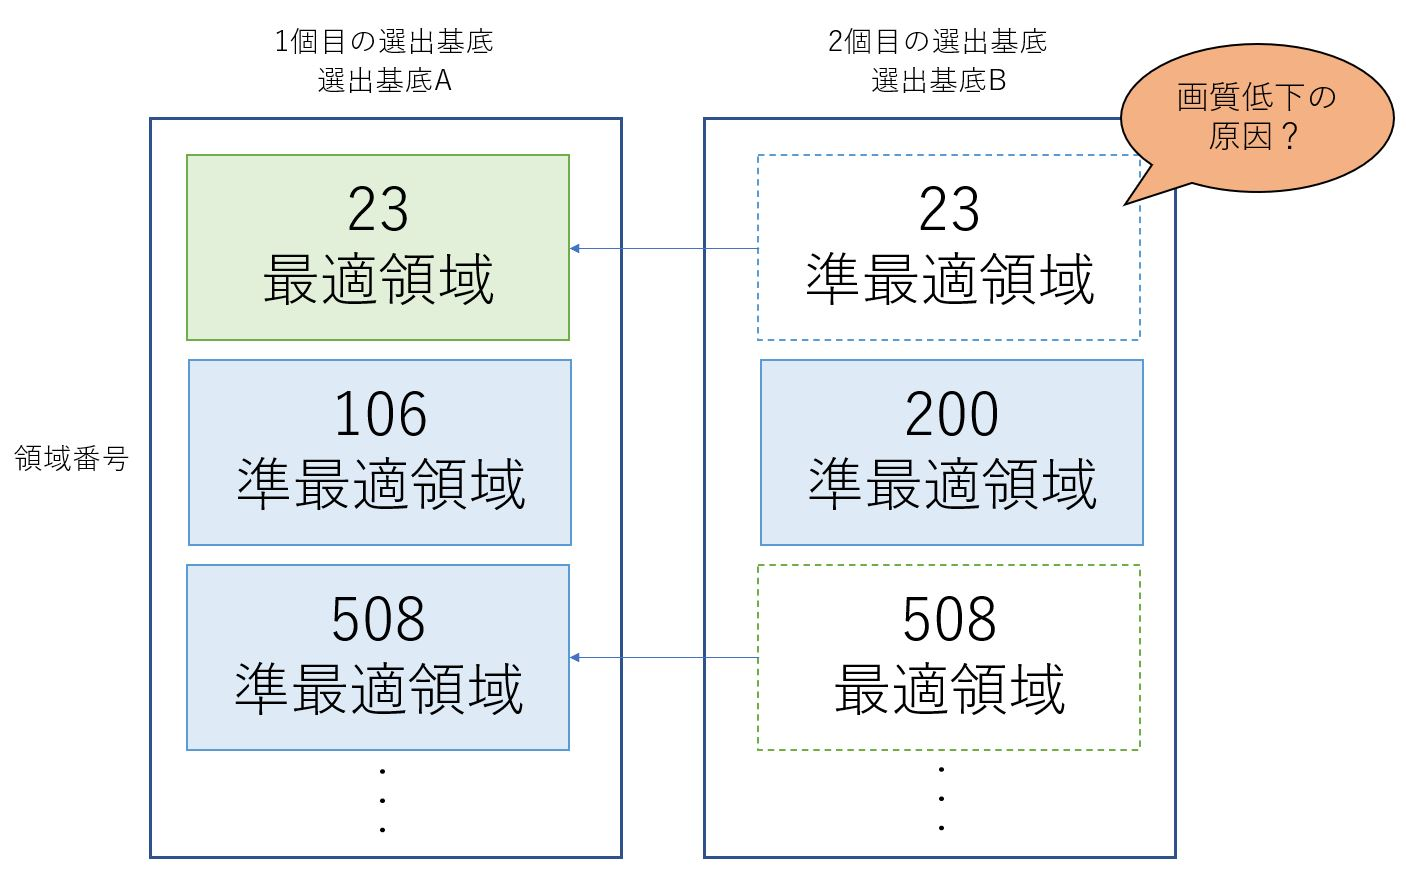 1個目の選出基底
選出基底A
2個目の選出基底
選出基底B
画質低下の
原因？
領域番号
23
最適領域
106
準最適領域
508
準最適領域
23
準最適領域
200
準最適領域
508
最適領域